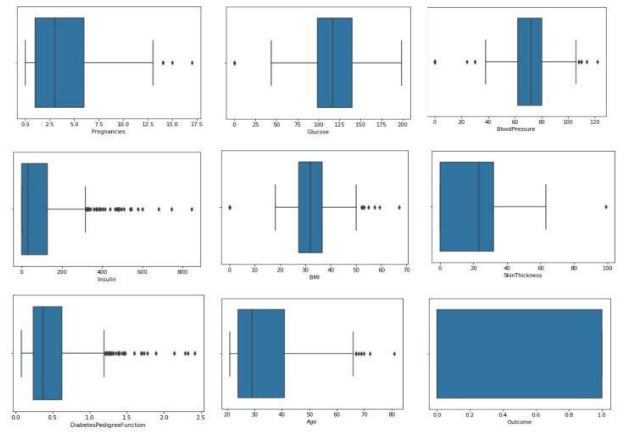 0.0 2.5 5.0 7.5 10.0 12.5 15.0 17.5
Pregnancies
0 50 100 150 200
Glucose
0 20 40 60 80 100 120
BloodPressure
0 200 400 600 800
Insulin
0 10 20 30 40 50 60 70
BMI
0 20 40 60 80 100
SkinThickness
0.0 0.5 1.0 1.5 2.0 2.5
DiabetesPedigreeFunction
20 30 40 50 60 70 80
Age
0.0 0.2 0.4 0.6 0.8 1.0
Outcome